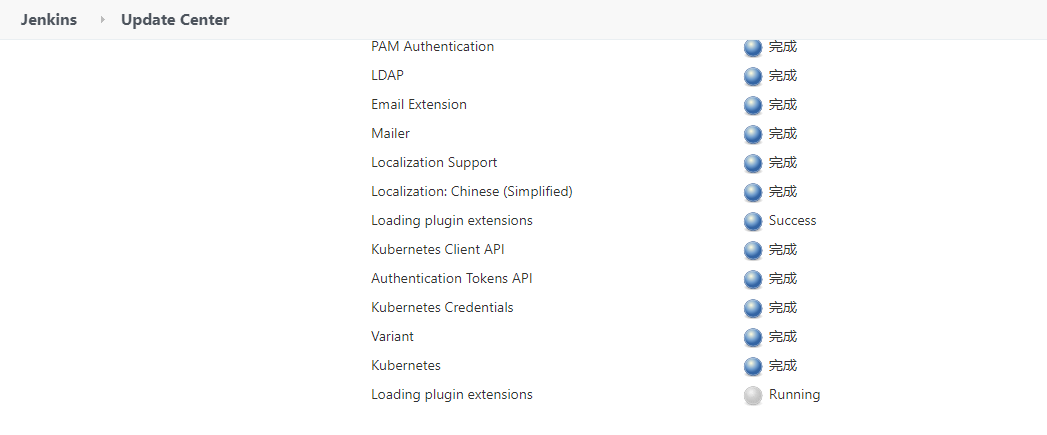 Jenkins Update Center
PAM Authentication 完成
LDAP 完成
Email Extension 完成
Mailer 完成
Localization Support 完成
Localization: Chinese (Simplified) 完成
Loading plugin extensions Success
Kubernetes Client API 完成
Authentication Tokens API 完成
Kubernetes Credentials 完成
Variant 完成
Kubernetes 完成
Loading plugin extensions Running